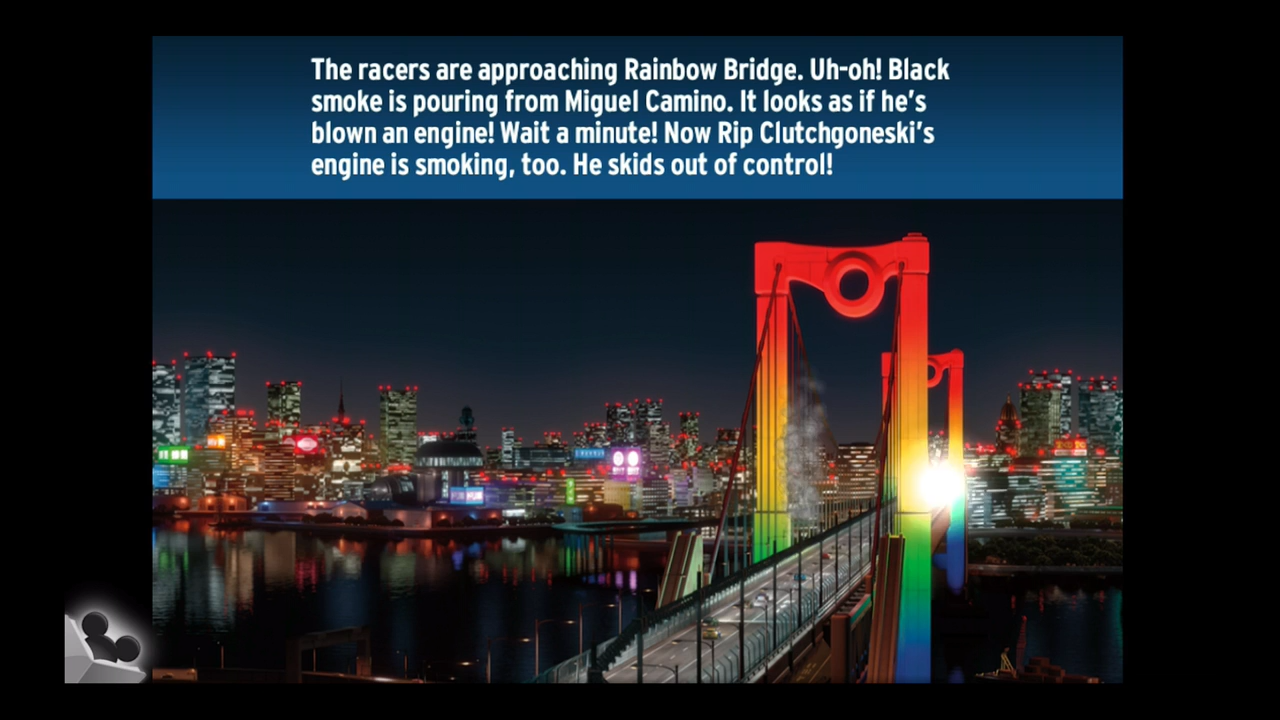 The racers are approaching Rainbow Bridge. Uh-oh! Black
smoke is pouring from Miguel Camino. It looks as if he's
blown an engine! Wait a minute! Now Rip Clutchgoneski's
engine is smoking, too. He skids out of control!